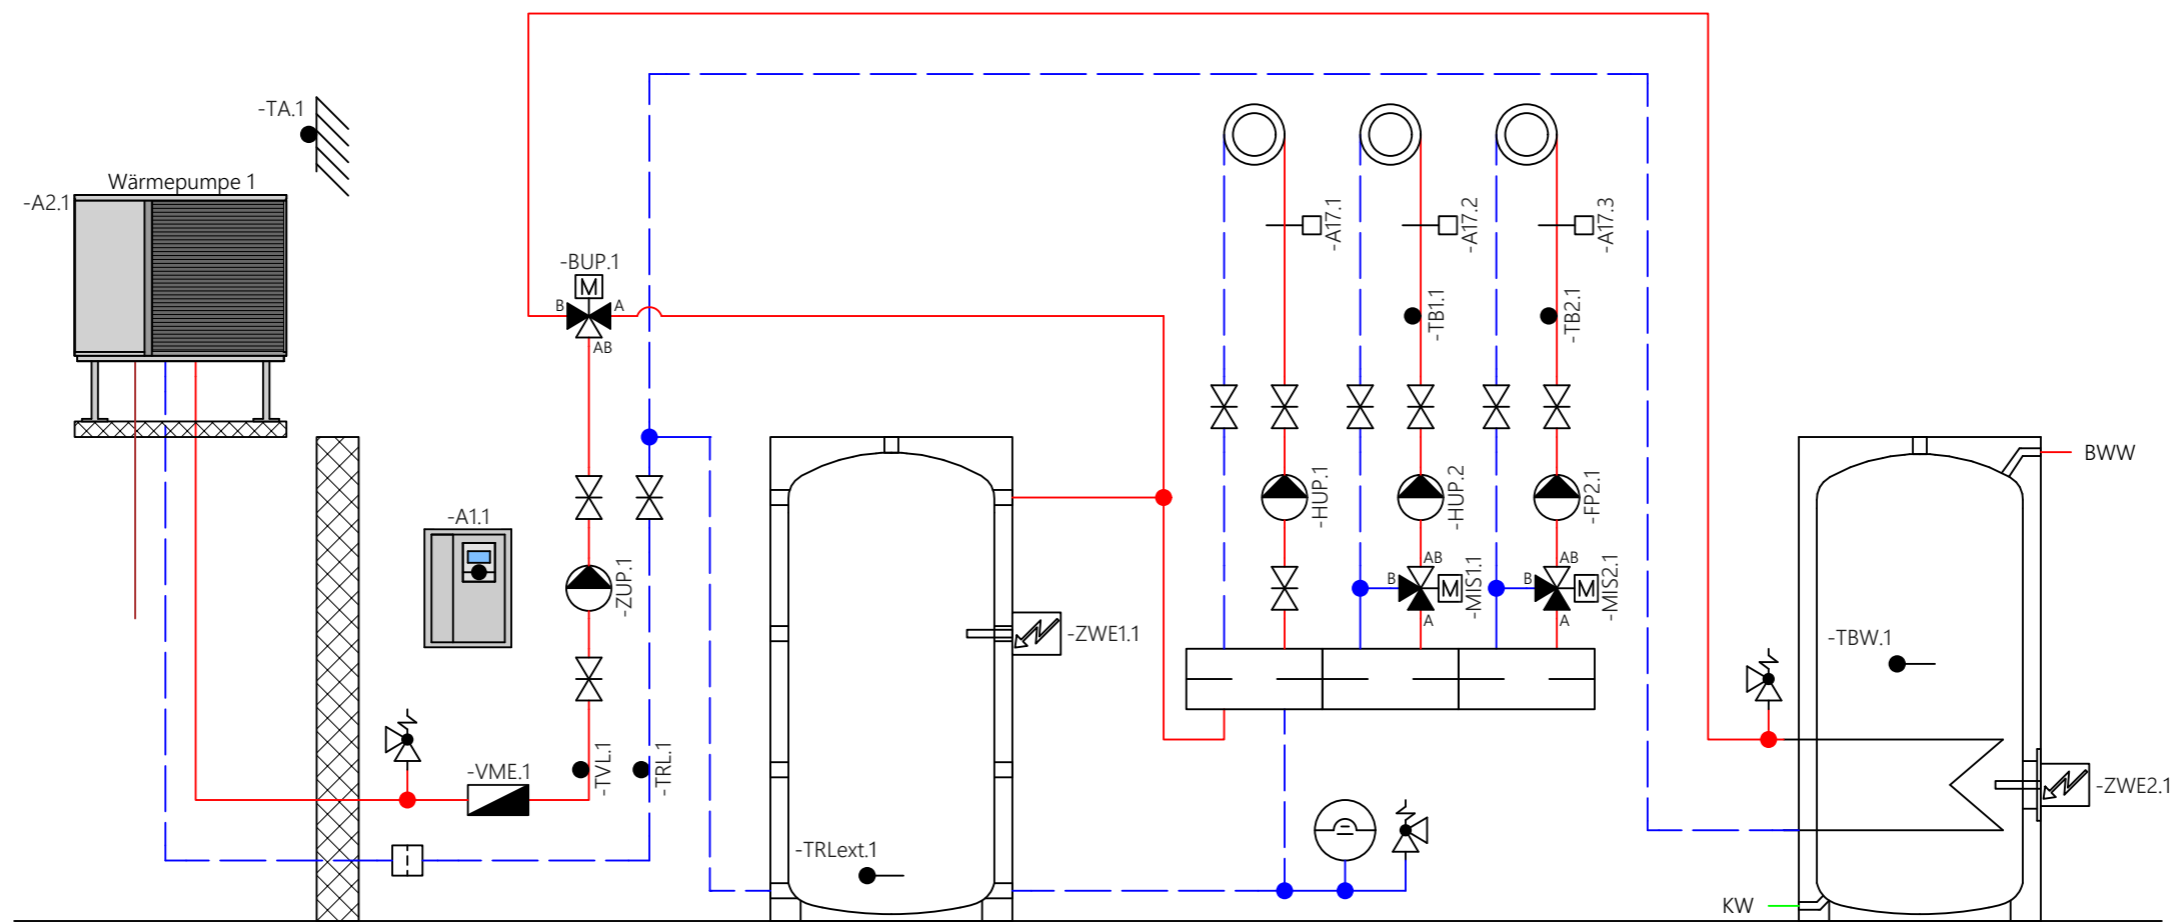 -TA.1
Wärmepumpe 1
-A2.1
-BUP.1
M
B
A
AB
-A17.1
-A17.2
-A17.3
-TB1.1
-TB2.1
-A1.1
-ZUP.1
-HUP.1
-HUP.2
-FP2.1
AB
B
M
A
-MIS1.1
AB
B
M
A
-MIS2.1
BWW
-ZWE1.1
-TBW.1
-VME.1
-TVL.1
-TRL.1
-ZWE2.1
-TRLext.1
KW